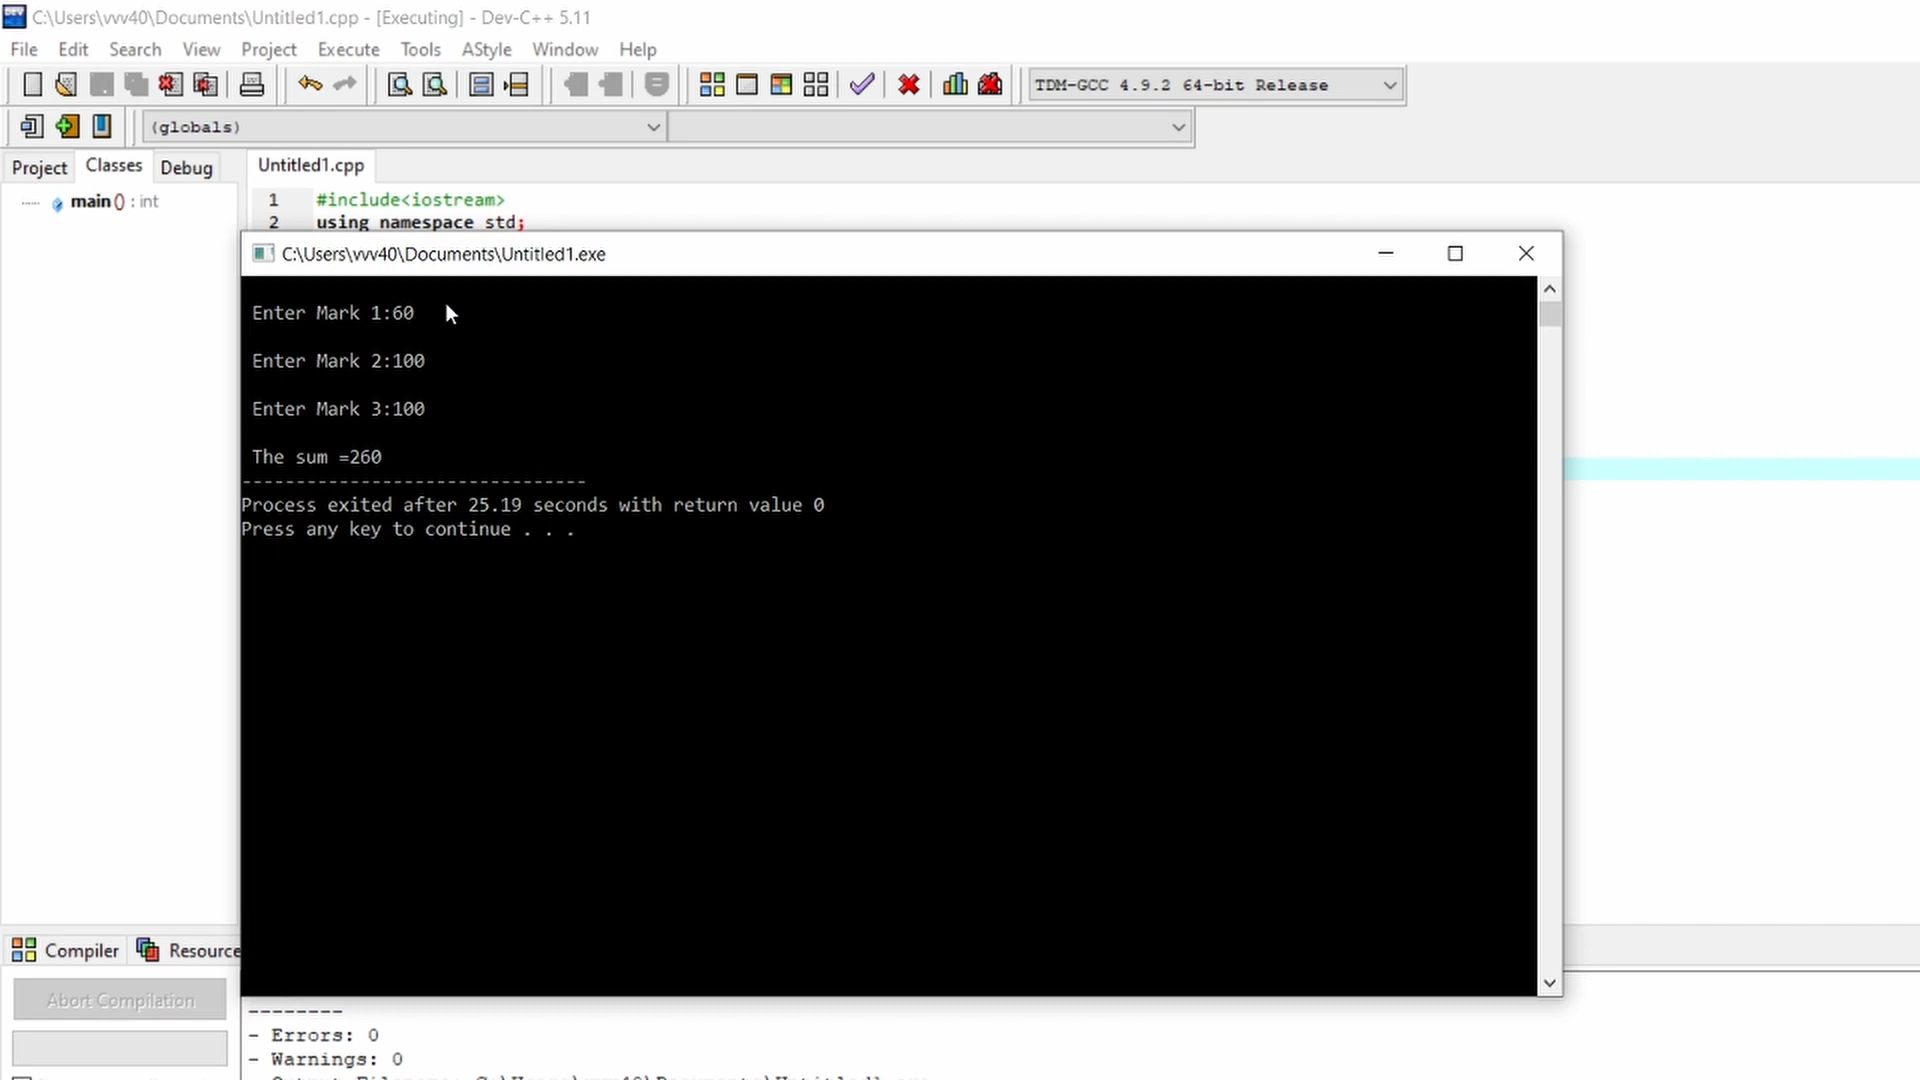 C:\Users\vvv40\Documents\Untitled1.cpp - [Executing] - Dev-C++ 5.11
File Edit Search View Project Execute Tools AStyle Window Help
TDM-GCC 4.9.2 64-bit Release
(globals)
Project Classes Debug
Untitled1.cpp
main () : int
1 #include<iostream>
2 using namespace std;
C:\Users\vvv40\Documents\Untitled1.exe
Enter Mark 1:60
Enter Mark 2:100
Enter Mark 3:100
The sum =260
--------------------------------
Process exited after 25.19 seconds with return value 0
Press any key to continue . . .
Compiler Resource
Abort Compilation
--------
- Errors: 0
- Warnings: 0